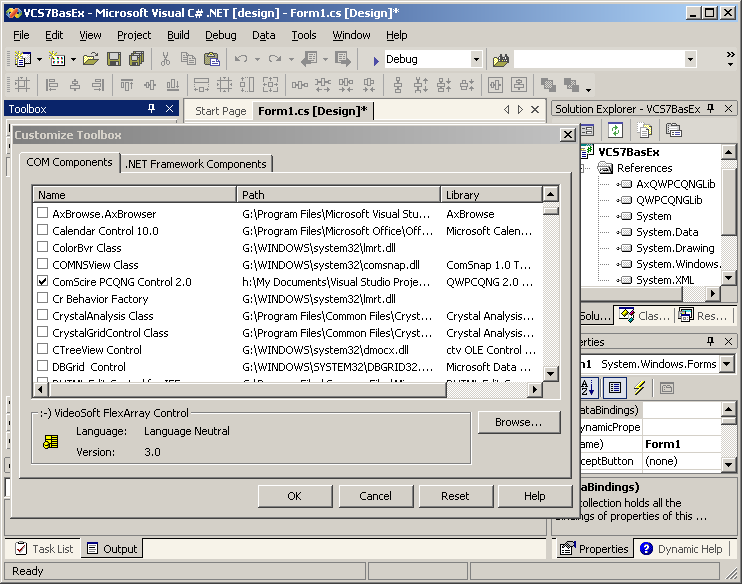 VCS7BasEx - Microsoft Visual C# .NET [design] - Form1.cs [Design]*
File Edit View Project Build Debug Data Tools Window Help
Debug
Toolbox
Start Page Form1.cs [Design]*
Solution Explorer - VCS7BasEx
VCS7BasEx
References
AxQWPCQNGLib
QWPCQNGLib
System
System.Data
System.Drawing
System.Windows.
System.XML
Solu... Clas... Res...
Customize Toolbox
COM Components .NET Framework Components
Name Path Library
AxBrowse.AxBrowser G:\Program Files\Microsoft Visual Stu... AxBrowse
Calendar Control 10.0 G:\Program Files\Microsoft Office\Off... Microsoft Calen...
ColorBvr Class G:\WINDOWS\system32\lmrt.dll
COMNSView Class G:\WINDOWS\system32\comsnap.dll ComSnap 1.0 T...
ComScire PCQNG Control 2.0 h:\My Documents\Visual Studio Proje... QWPCQNG 2.0 ...
Cr Behavior Factory G:\WINDOWS\system32\lmrt.dll
CrystalAnalysis Class G:\Program Files\Common Files\Cryst... Crystal Analysis...
CrystalGridControl Class G:\Program Files\Common Files\Cryst... Crystal Analysis...
CTreeView Control G:\WINDOWS\system32\dmocx.dll ctv OLE Control ...
DBGrid Control G:\WINDOWS\SYSTEM32\DBGRID32.... Microsoft Data ...
:-) VideoSoft FlexArray Control
Language: Language Neutral
Version: 3.0
Browse...
OK Cancel Reset Help
erties
m1 System.Windows.Forms
ataBindings)
ynamicPrope
ame) Form1
ceptButton (none)
aBindings)
collection holds all the
bindings of properties of this ...
Task List Output
Properties Dynamic Help
Ready